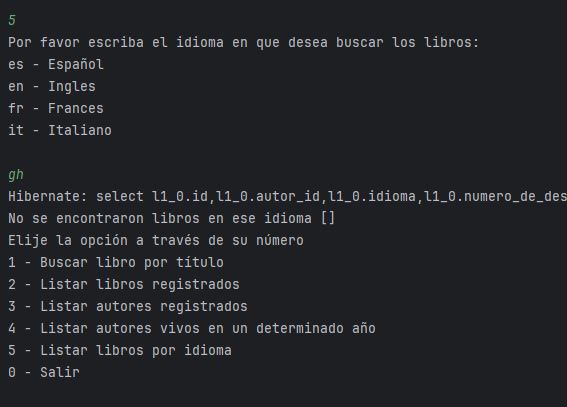 5
Por favor escriba el idioma en que desea buscar los libros:
es - Español
en - Ingles
fr - Frances
it - Italiano
gh
Hibernate: select l1_0.id,l1_0.autor_id,l1_0.idioma,l1_0.numero_de_des
No se encontraron libros en ese idioma []
Elije la opción a través de su número
1 - Buscar libro por título
2 - Listar libros registrados
3 - Listar autores registrados
4 - Listar autores vivos en un determinado año
5 - Listar libros por idioma
0 - Salir